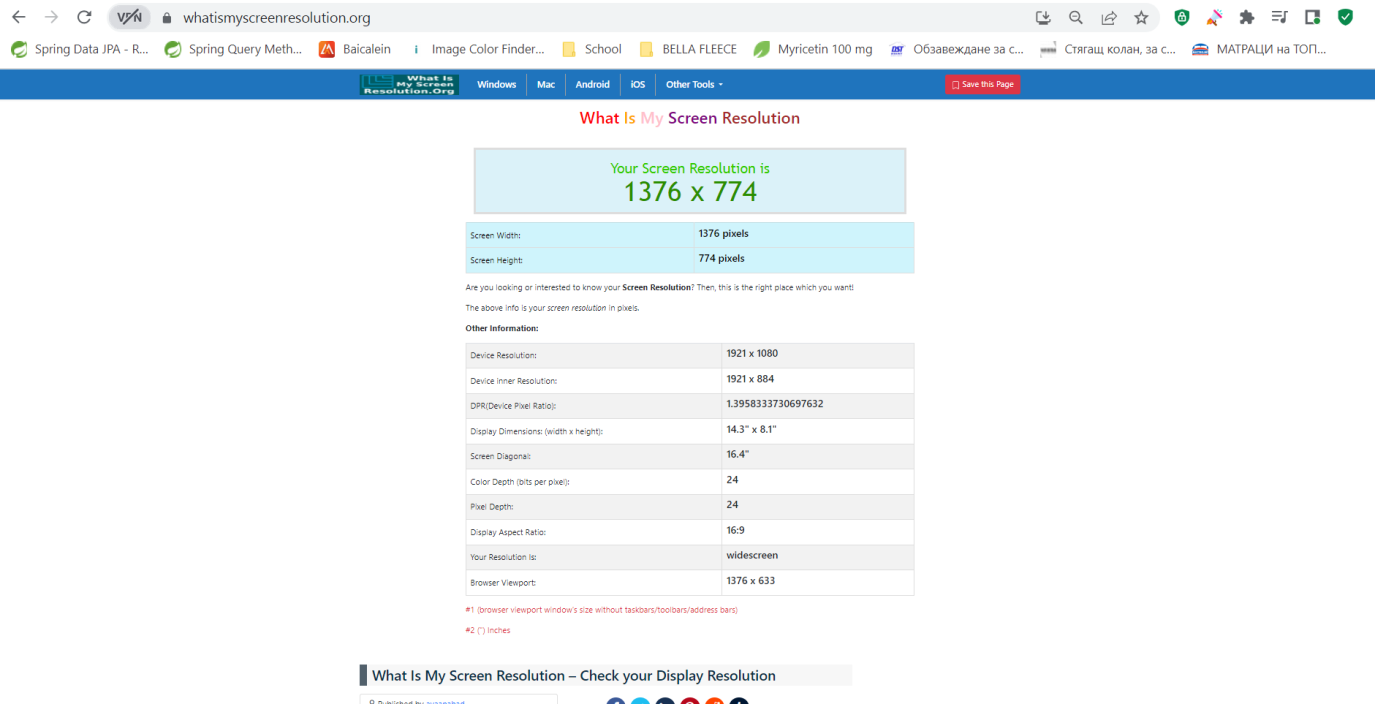 VPN whatismyscreenresolution.org
Spring Data JPA - R... Spring Query Meth... Baicalein i Image Color Finder... School BELLA FLEECE Myricetin 100 mg Обзавеждане за с... Стягащ колан, за с... МАТРАЦИ на ТОП...
What Is
My Screen
Resolution.Org
Windows Mac Android iOS Other Tools Save this Page
What Is My Screen Resolution
Your Screen Resolution is
1376 x 774
Screen Width: 1376 pixels
Screen Height: 774 pixels
Are you looking or interested to know your Screen Resolution? Then, this is the right place which you want!
The above info is your screen resolution in pixels.
Other Information:
Device Resolution: 1921 x 1080
Device inner Resolution: 1921 x 884
DPR(Device Pixel Ratio): 1.3958333730697632
Display Dimensions: (width x height): 14.3" x 8.1"
Screen Diagonal: 16.4"
Color Depth (bits per pixel): 24
Pixel Depth: 24
Display Aspect Ratio: 16:9
Your Resolution Is: widescreen
Browser Viewport: 1376 x 633
#1 (browser viewport window's size without taskbars/toolbars/address bars)
#2 (") Inches
What Is My Screen Resolution – Check your Display Resolution
Published by